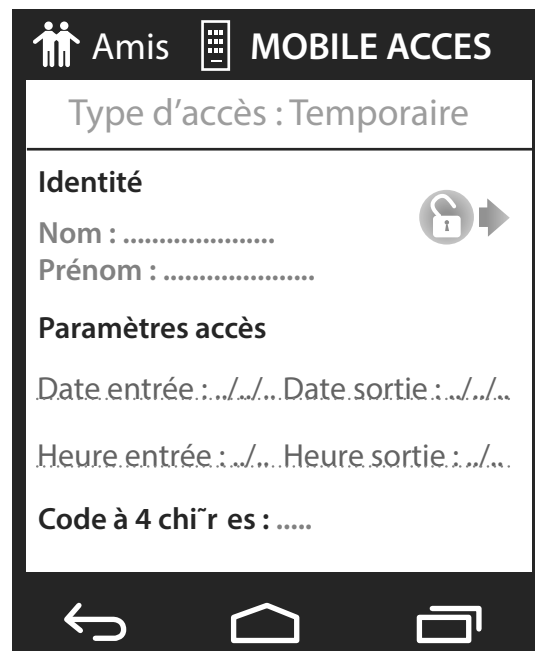 Amis MOBILE ACCES
Type d'accès : Temporaire
Identité
Nom : .....................
Prénom : .....................
Paramètres accès
Date entrée : ../../.. Date sortie : ../../..
Heure entrée : ../.. Heure sortie : ../..
Code à 4 chi˜r es : .....